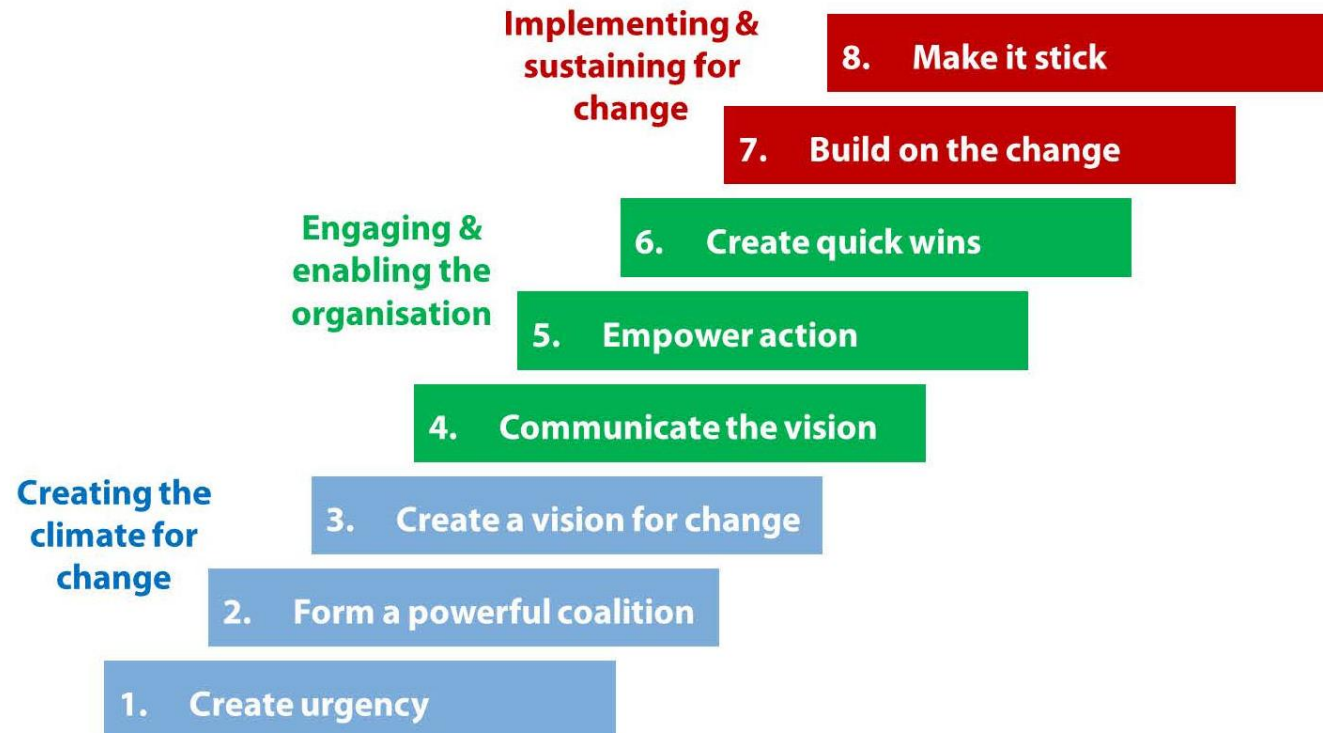 Implementing &
sustaining for
change
8. Make it stick
7. Build on the change
Engaging &
enabling the
organisation
6. Create quick wins
5. Empower action
4. Communicate the vision
Creating the
climate for
change
3. Create a vision for change
2. Form a powerful coalition
1. Create urgency